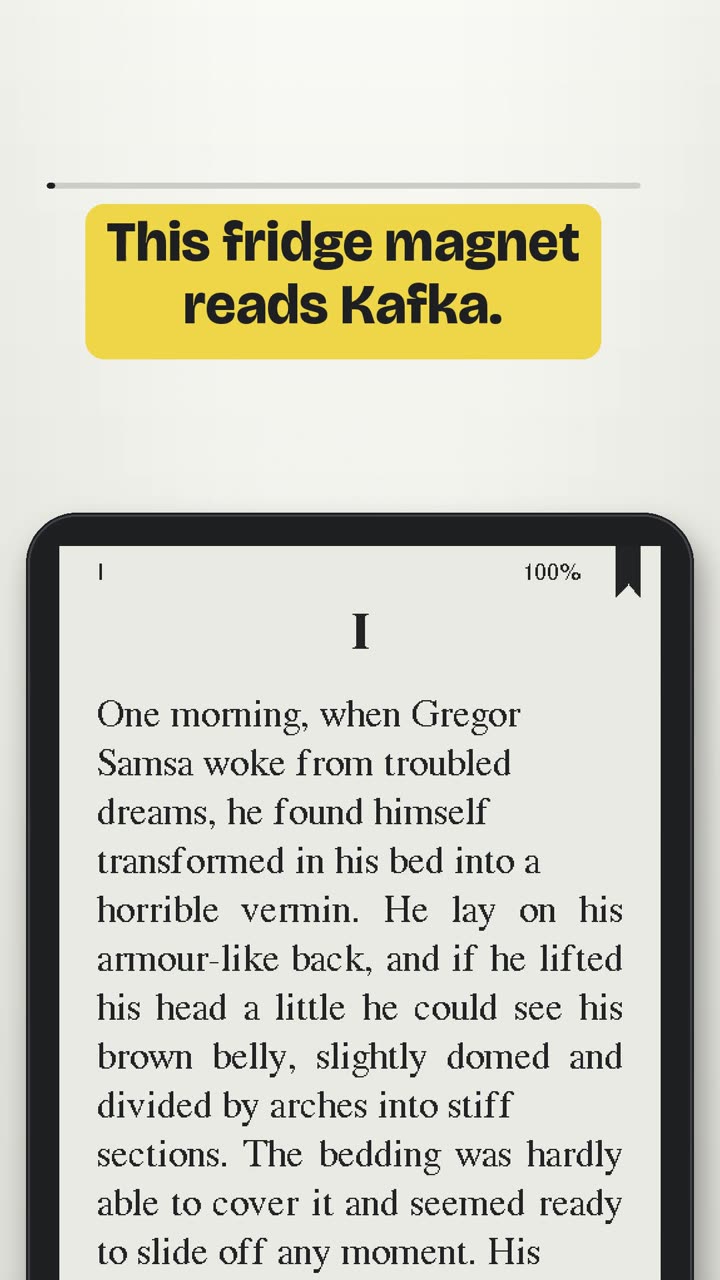 This fridge magnet
reads Kafka.
I
100%
I
One morning, when Gregor
Samsa woke from troubled
dreams, he found himself
transformed in his bed into a
horrible vermin. He lay on his
armour-like back, and if he lifted
his head a little he could see his
brown belly, slightly domed and
divided by arches into stiff
sections. The bedding was hardly
able to cover it and seemed ready
to slide off any moment. His